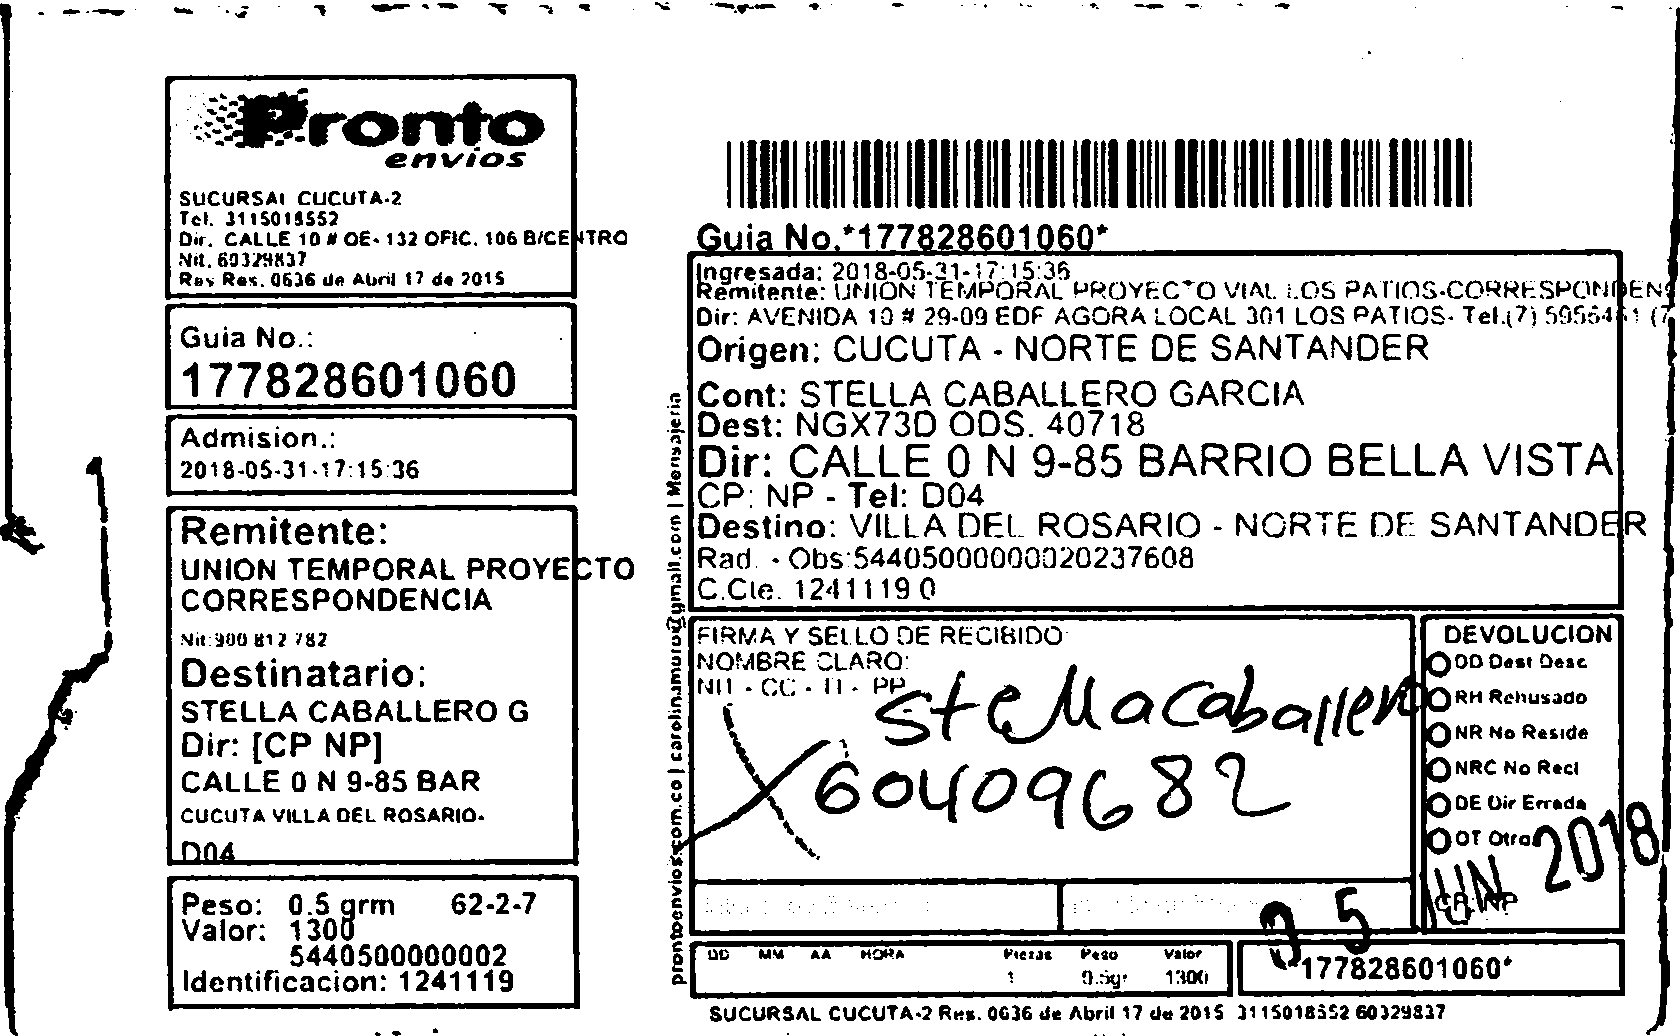 Pronto
envios
SUCURSAL CUCUTA-2
Tel. 3115018552
Dir. CALLE 10 # OE- 132 OFIC. 106 B/CENTRO
Nit. 60329837
Res Res. 0636 de Abril 17 de 2015
Guia No.:
177828601060
Admision.:
2018-05-31-17:15:36
Remitente:
UNION TEMPORAL PROYECTO
CORRESPONDENCIA
Nit:900 812 782
Destinatario:
STELLA CABALLERO G
Dir: [CP NP]
CALLE 0 N 9-85 BAR
CUCUTA VILLA DEL ROSARIO-
D04
Peso: 0.5 grm 62-2-7
Valor: 1300
5440500000002
Identificacion: 1241119
prontoenvios.com.co | carolinamuro@gmail.com | Mensajeria
Guia No.*177828601060*
Ingresada: 2018-05-31-17:15:36
Remitente: UNION TEMPORAL PROYECTO VIAL LOS PATIOS-CORRESPONDENC
Dir: AVENIDA 10 # 29-09 EDF AGORA LOCAL 301 LOS PATIOS- Tel.(7) 5956481 (7
Origen: CUCUTA - NORTE DE SANTANDER
Cont: STELLA CABALLERO GARCIA
Dest: NGX73D ODS. 40718
Dir: CALLE 0 N 9-85 BARRIO BELLA VISTA
CP: NP - Tel: D04
Destino: VILLA DEL ROSARIO - NORTE DE SANTANDER
Rad. - Obs:54405000000020237608
C.Cte. 1241119 0
FIRMA Y SELLO DE RECIBIDO
NOMBRE CLARO:
NIT - CC - TI - PP
Stella Caballero
60409682
DEVOLUCION
DD Dest Desc
RH Rehusado
NR No Reside
NRC No Recl
DE Dir Errada
OT Otros
CP: NP
05 JUN 2018
DD MM AA HORA Piezas Peso Valor
1 0.5gr 1300
*177828601060*
SUCURSAL CUCUTA-2 Res. 0636 de Abril 17 de 2015 3115018552 60329837